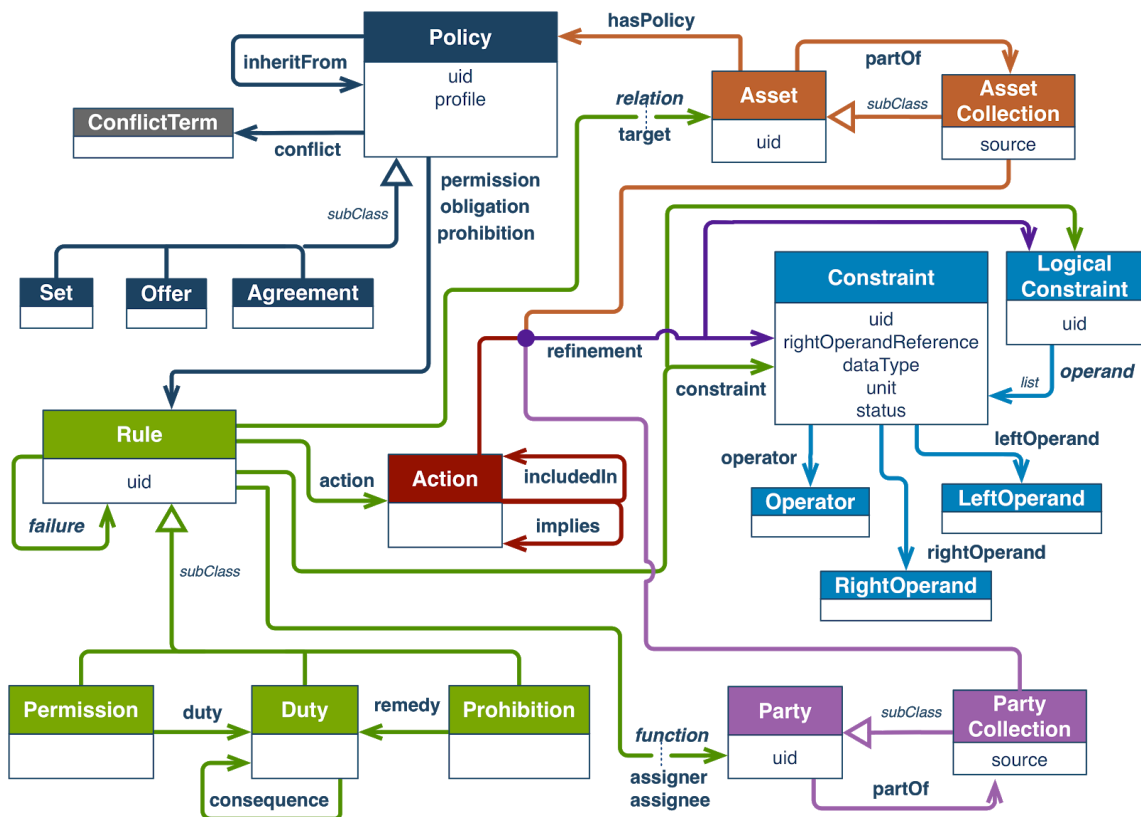 hasPolicy
Policy
inheritFrom
uid
profile
partOf
Asset
uid
subClass
Asset
Collection
source
relation
target
ConflictTerm
conflict
permission
obligation
prohibition
subClass
Set
Offer
Agreement
Constraint
uid
rightOperandReference
dataType
unit
status
Logical
Constraint
uid
refinement
constraint
list
operand
Rule
uid
failure
action
Action
includedIn
implies
operator
leftOperand
Operator
LeftOperand
rightOperand
RightOperand
subClass
Permission
duty
Duty
remedy
Prohibition
consequence
function
assigner
assignee
Party
uid
subClass
Party
Collection
source
partOf